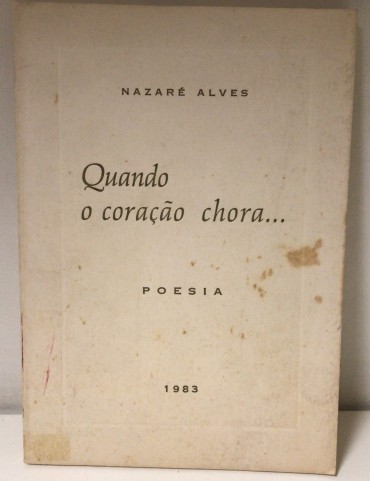 NAZARÉ ALVES
Quando
o coração chora...
POESIA
1983